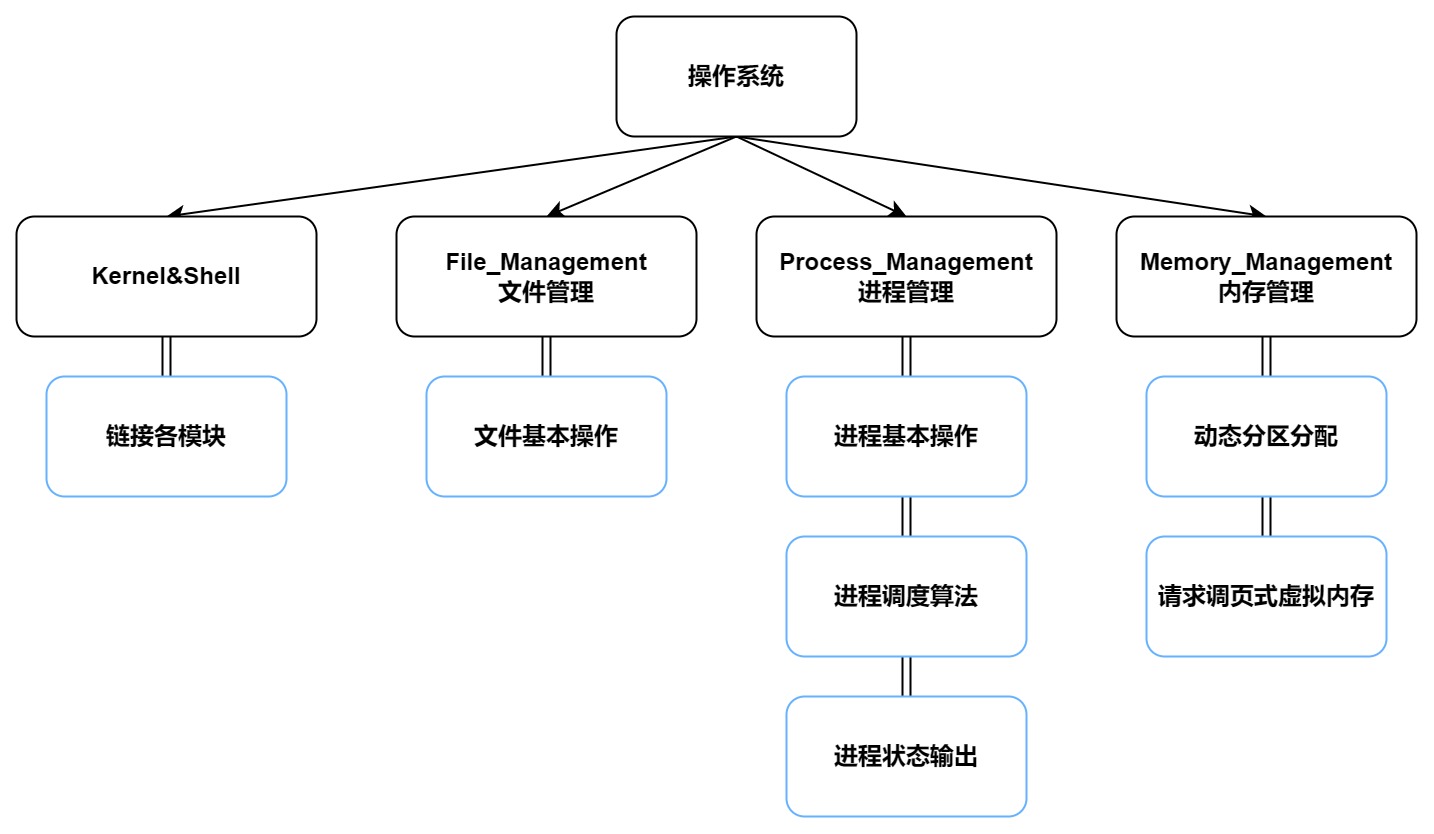 操作系统
Kernel&Shell
File_Management
文件管理
Process_Management
进程管理
Memory_Management
内存管理
链接各模块
文件基本操作
进程基本操作
动态分区分配
进程调度算法
请求调页式虚拟内存
进程状态输出